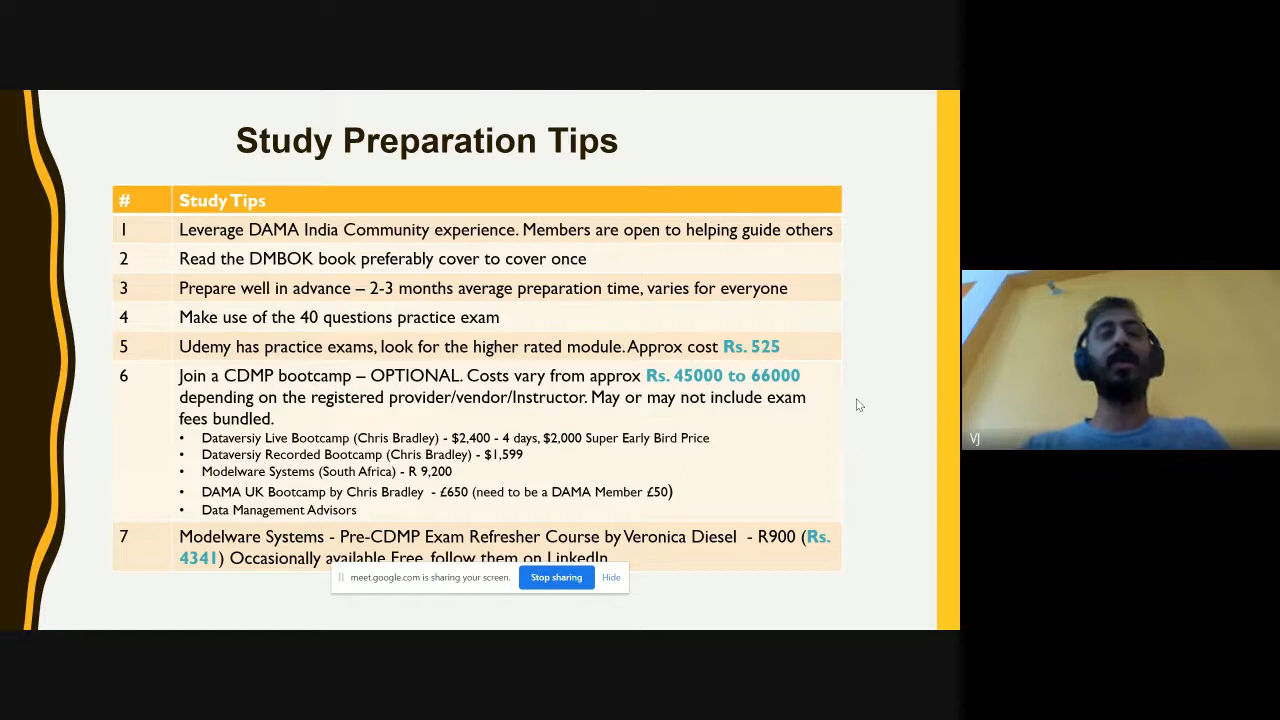 Study Preparation Tips
# Study Tips
1 Leverage DAMA India Community experience. Members are open to helping guide others
2 Read the DMBOK book preferably cover to cover once
3 Prepare well in advance – 2-3 months average preparation time, varies for everyone
4 Make use of the 40 questions practice exam
5 Udemy has practice exams, look for the higher rated module. Approx cost Rs. 525
6 Join a CDMP bootcamp – OPTIONAL. Costs vary from approx Rs. 45000 to 66000
depending on the registered provider/vendor/Instructor. May or may not include exam
fees bundled.
• Dataversiy Live Bootcamp (Chris Bradley) - $2,400 - 4 days, $2,000 Super Early Bird Price
• Dataversiy Recorded Bootcamp (Chris Bradley) - $1,599
• Modelware Systems (South Africa) - R 9,200
• DAMA UK Bootcamp by Chris Bradley - £650 (need to be a DAMA Member £50)
• Data Management Advisors
7 Modelware Systems - Pre-CDMP Exam Refresher Course by Veronica Diesel - R900 (Rs.
4341) Occasionally available Free, follow them on LinkedIn
meet.google.com is sharing your screen. Stop sharing Hide
VJ